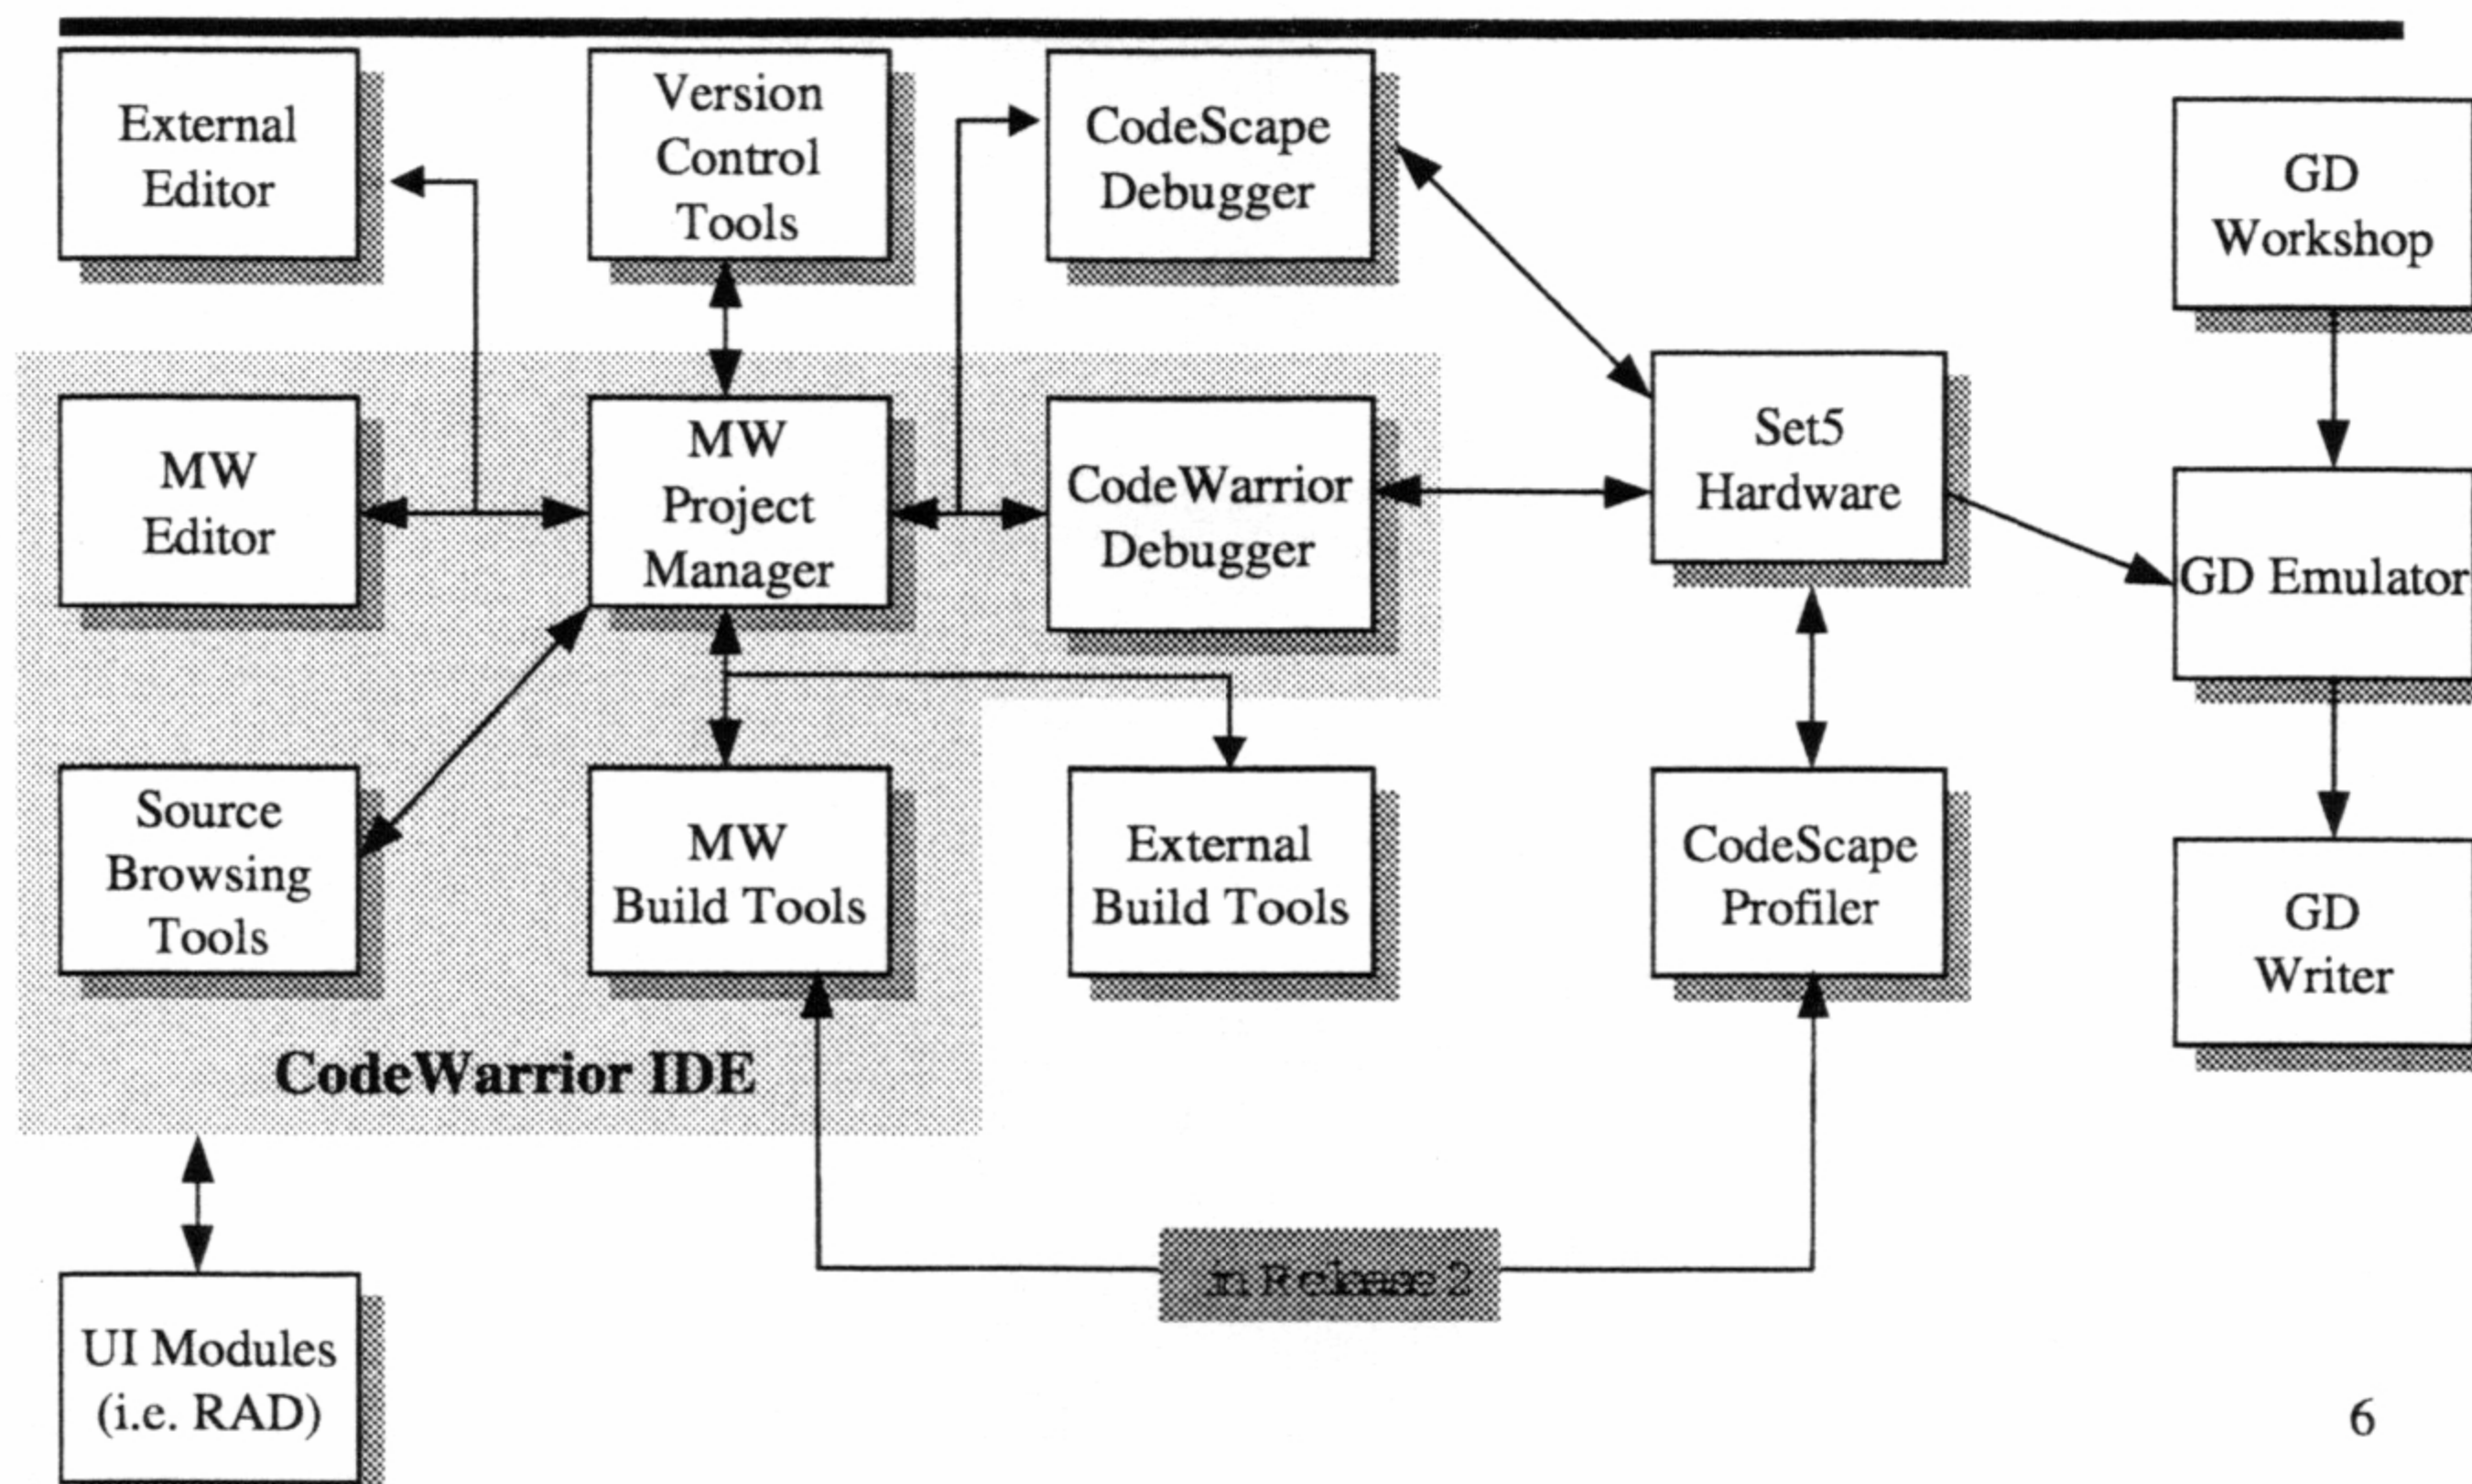 External
Editor
Version
Control
Tools
CodeScape
Debugger
GD
Workshop
MW
Editor
MW
Project
Manager
CodeWarrior
Debugger
Set5
Hardware
GD Emulator
Source
Browsing
Tools
MW
Build Tools
External
Build Tools
CodeScape
Profiler
GD
Writer
CodeWarrior IDE
in Release 2
UI Modules
(i.e. RAD)
6